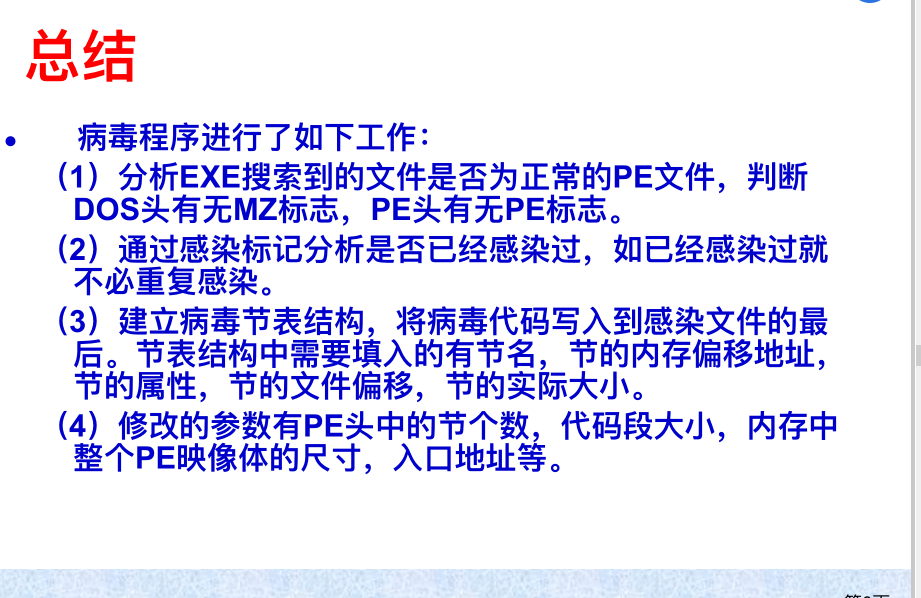 总结
• 病毒程序进行了如下工作：
（1）分析EXE搜索到的文件是否为正常的PE文件，判断
DOS头有无MZ标志，PE头有无PE标志。
（2）通过感染标记分析是否已经感染过，如已经感染过就
不必重复感染。
（3）建立病毒节表结构，将病毒代码写入到感染文件的最
后。节表结构中需要填入的有节名，节的内存偏移地址，
节的属性，节的文件偏移，节的实际大小。
（4）修改的参数有PE头中的节个数，代码段大小，内存中
整个PE映像体的尺寸，入口地址等。